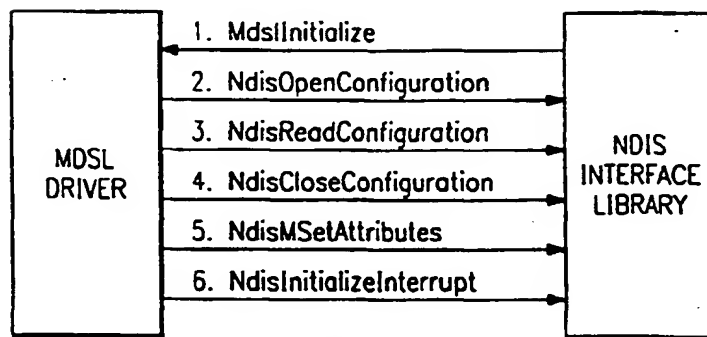 1. MdslInitialize
2. NdisOpenConfiguration
3. NdisReadConfiguration
4. NdisCloseConfiguration
5. NdisMSetAttributes
6. NdisInitializeInterrupt
MDSL
DRIVER
NDIS
INTERFACE
LIBRARY